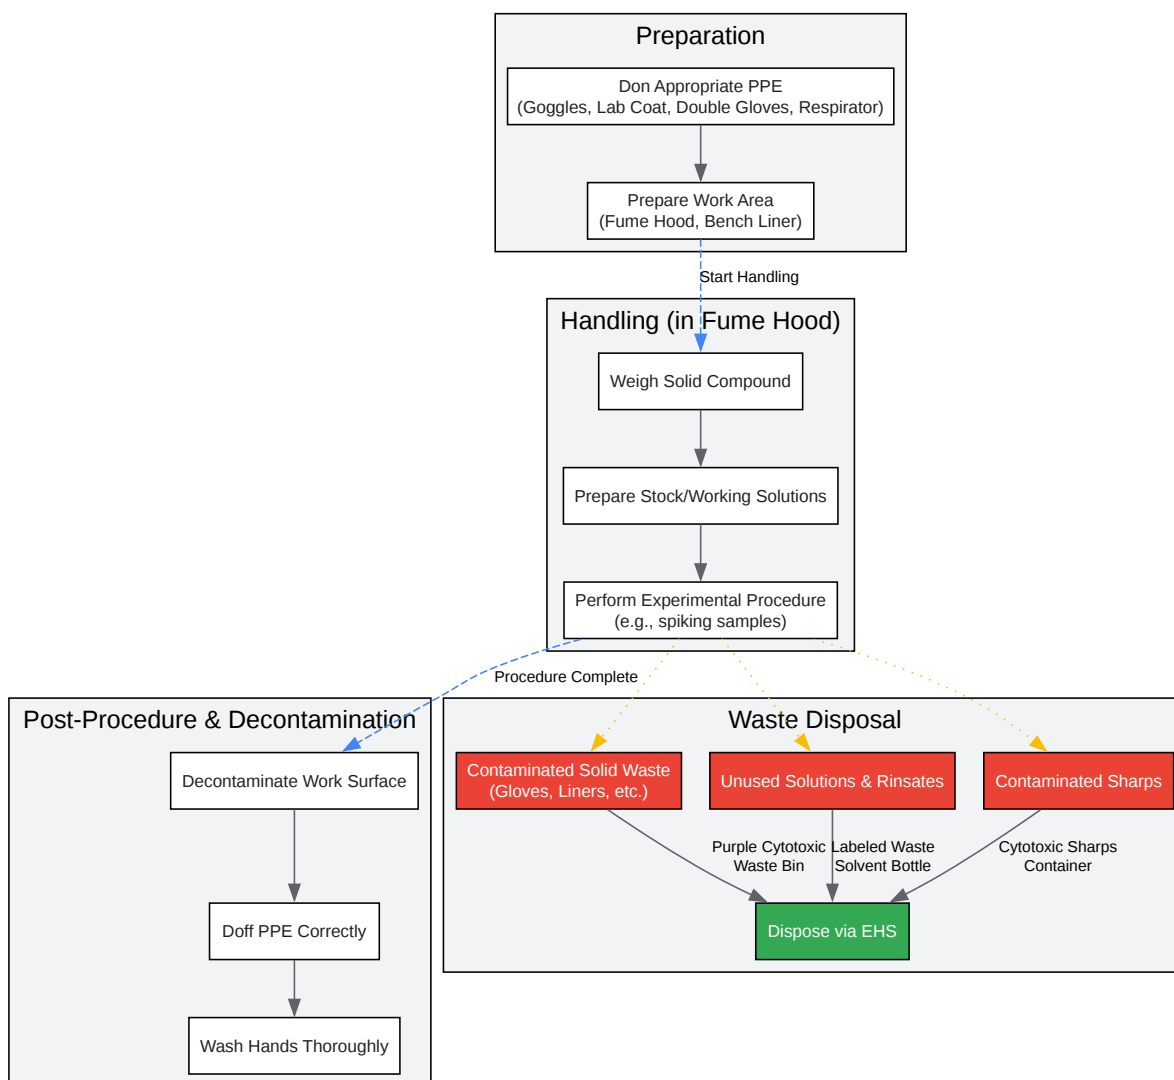 Preparation
Don Appropriate PPE
(Goggles, Lab Coat, Double Gloves, Respirator)
Prepare Work Area
(Fume Hood, Bench Liner)
Start Handling
Handling (in Fume Hood)
Weigh Solid Compound
Prepare Stock/Working Solutions
Perform Experimental Procedure
(e.g., spiking samples)
Procedure Complete
Post-Procedure & Decontamination
Decontaminate Work Surface
Doff PPE Correctly
Wash Hands Thoroughly
Waste Disposal
Contaminated Solid Waste
(Gloves, Liners, etc.)
Unused Solutions & Rinsates
Contaminated Sharps
Purple Cytotoxic
Waste Bin
Labeled Waste
Solvent Bottle
Cytotoxic Sharps
Container
Dispose via EHS